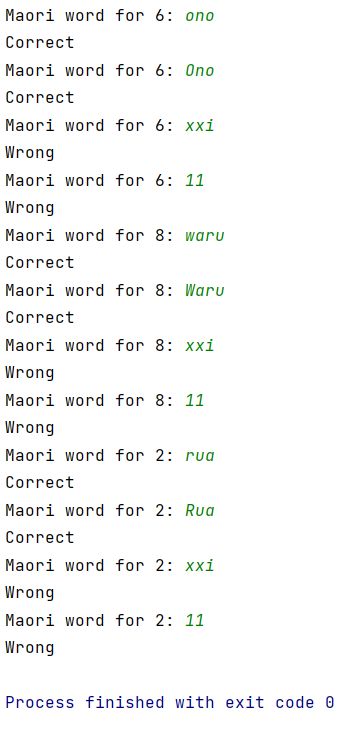 Maori word for 6: ono
Correct
Maori word for 6: Ono
Correct
Maori word for 6: xxi
Wrong
Maori word for 6: 11
Wrong
Maori word for 8: waru
Correct
Maori word for 8: Waru
Correct
Maori word for 8: xxi
Wrong
Maori word for 8: 11
Wrong
Maori word for 2: rua
Correct
Maori word for 2: Rua
Correct
Maori word for 2: xxi
Wrong
Maori word for 2: 11
Wrong
Process finished with exit code 0